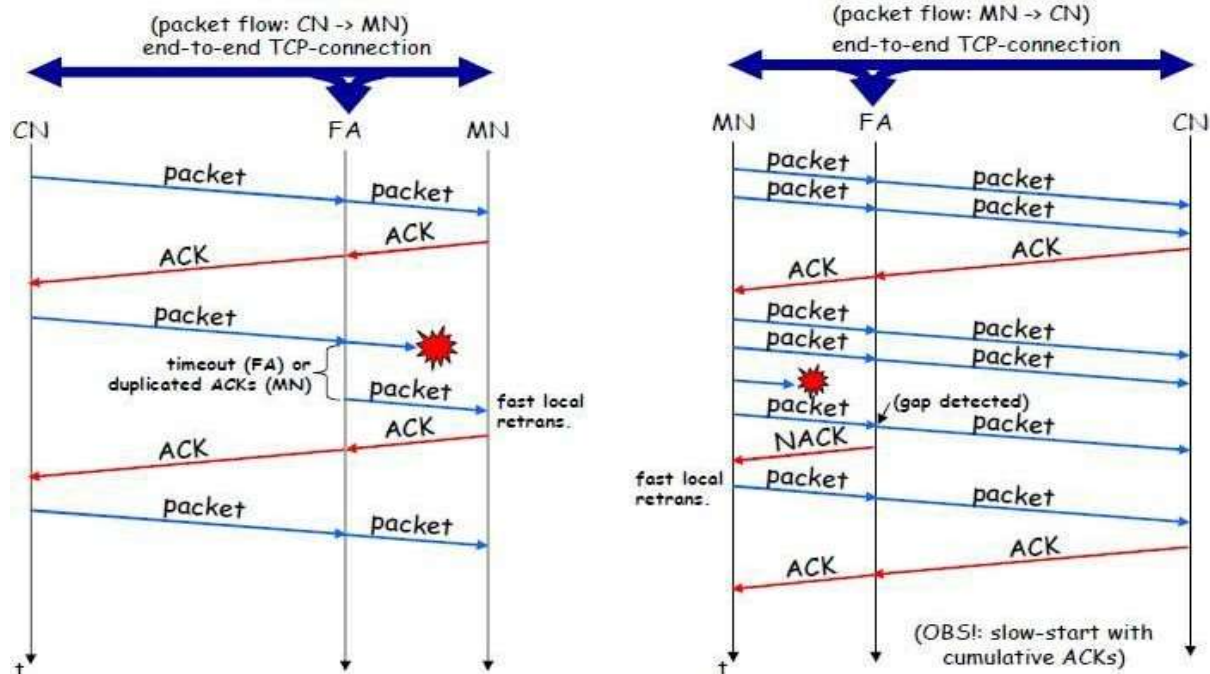 (packet flow: CN -> MN)
end-to-end TCP-connection
CN
FA
MN
packet
packet
ACK
ACK
packet
timeout (FA) or
duplicated ACKs (MN)
packet
fast local
retrans.
ACK
ACK
packet
packet
t
(packet flow: MN -> CN)
end-to-end TCP-connection
MN
FA
CN
packet
packet
packet
packet
ACK
ACK
packet
packet
packet
packet
(gap detected)
packet
packet
NACK
fast local
retrans.
packet
packet
ACK
ACK
(OBS!: slow-start with
cumulative ACKs)
t